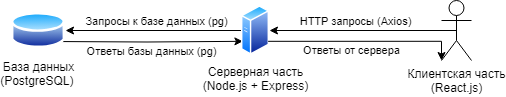 Запросы к базе данных (pg)
HTTP запросы (Axios)
Ответы базы данных (pg)
Ответы от сервера
База данных
(PostgreSQL)
Серверная часть
(Node.js + Express)
Клиентская часть
(React.js)